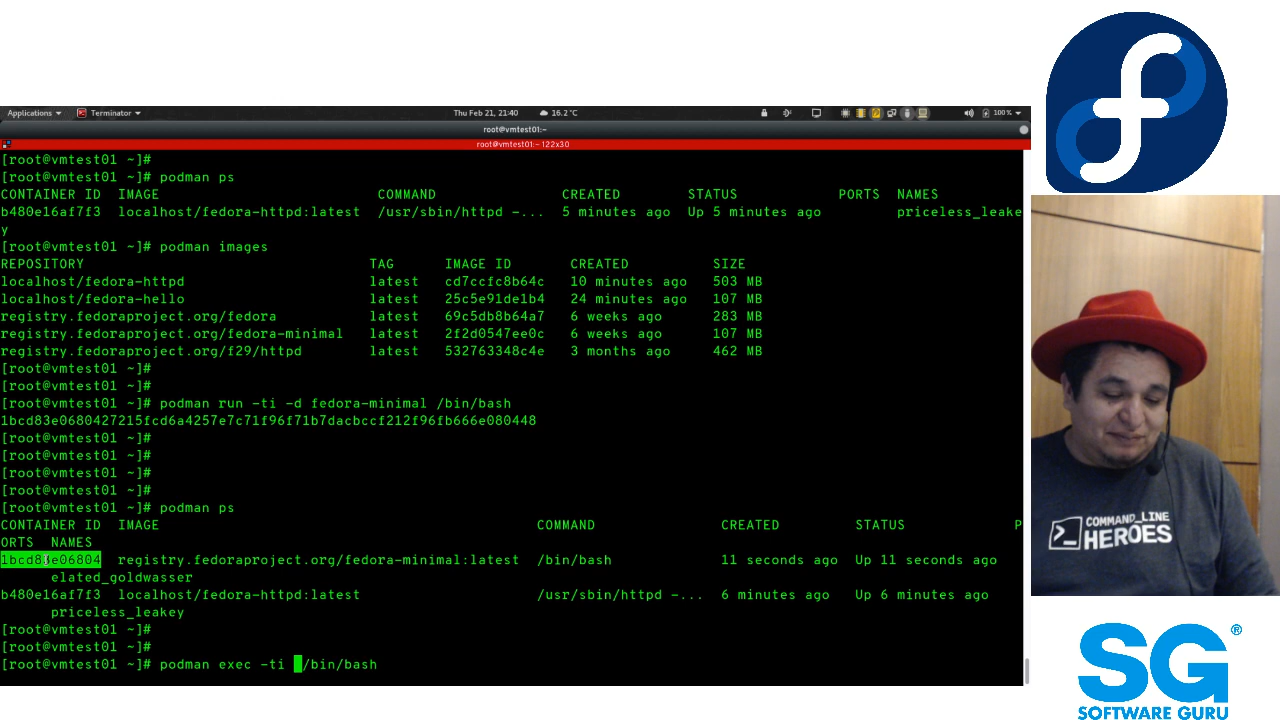 Applications
Terminator
Thu Feb 21, 21:40
16.2°C
100%
root@vmtest01:~
root@vmtest01:~ 122x30
[root@vmtest01 ~]#
[root@vmtest01 ~]# podman ps
CONTAINER ID IMAGE COMMAND CREATED STATUS PORTS NAMES
b480e16af7f3 localhost/fedora-httpd:latest /usr/sbin/httpd -... 5 minutes ago Up 5 minutes ago priceless_leake
y
[root@vmtest01 ~]# podman images
REPOSITORY TAG IMAGE ID CREATED SIZE
localhost/fedora-httpd latest cd7ccfc8b64c 10 minutes ago 503 MB
localhost/fedora-hello latest 25c5e91de1b4 24 minutes ago 107 MB
registry.fedoraproject.org/fedora latest 69c5db8b64a7 6 weeks ago 283 MB
registry.fedoraproject.org/fedora-minimal latest 2f2d0547ee0c 6 weeks ago 107 MB
registry.fedoraproject.org/f29/httpd latest 532763348c4e 3 months ago 462 MB
[root@vmtest01 ~]#
[root@vmtest01 ~]#
[root@vmtest01 ~]# podman run -ti -d fedora-minimal /bin/bash
1bcd83e0680427215fcd6a4257e7c71f96f71b7dacbccf212f96fb666e080448
[root@vmtest01 ~]#
[root@vmtest01 ~]#
[root@vmtest01 ~]#
[root@vmtest01 ~]#
[root@vmtest01 ~]# podman ps
CONTAINER ID IMAGE COMMAND CREATED STATUS P
ORTS NAMES
1bcd83e06804 registry.fedoraproject.org/fedora-minimal:latest /bin/bash 11 seconds ago Up 11 seconds ago
elated_goldwasser
b480e16af7f3 localhost/fedora-httpd:latest /usr/sbin/httpd -... 6 minutes ago Up 6 minutes ago
priceless_leakey
[root@vmtest01 ~]#
[root@vmtest01 ~]#
[root@vmtest01 ~]# podman exec -ti /bin/bash
COMMAND_LINE
HEROES
SG®
SOFTWARE GURU